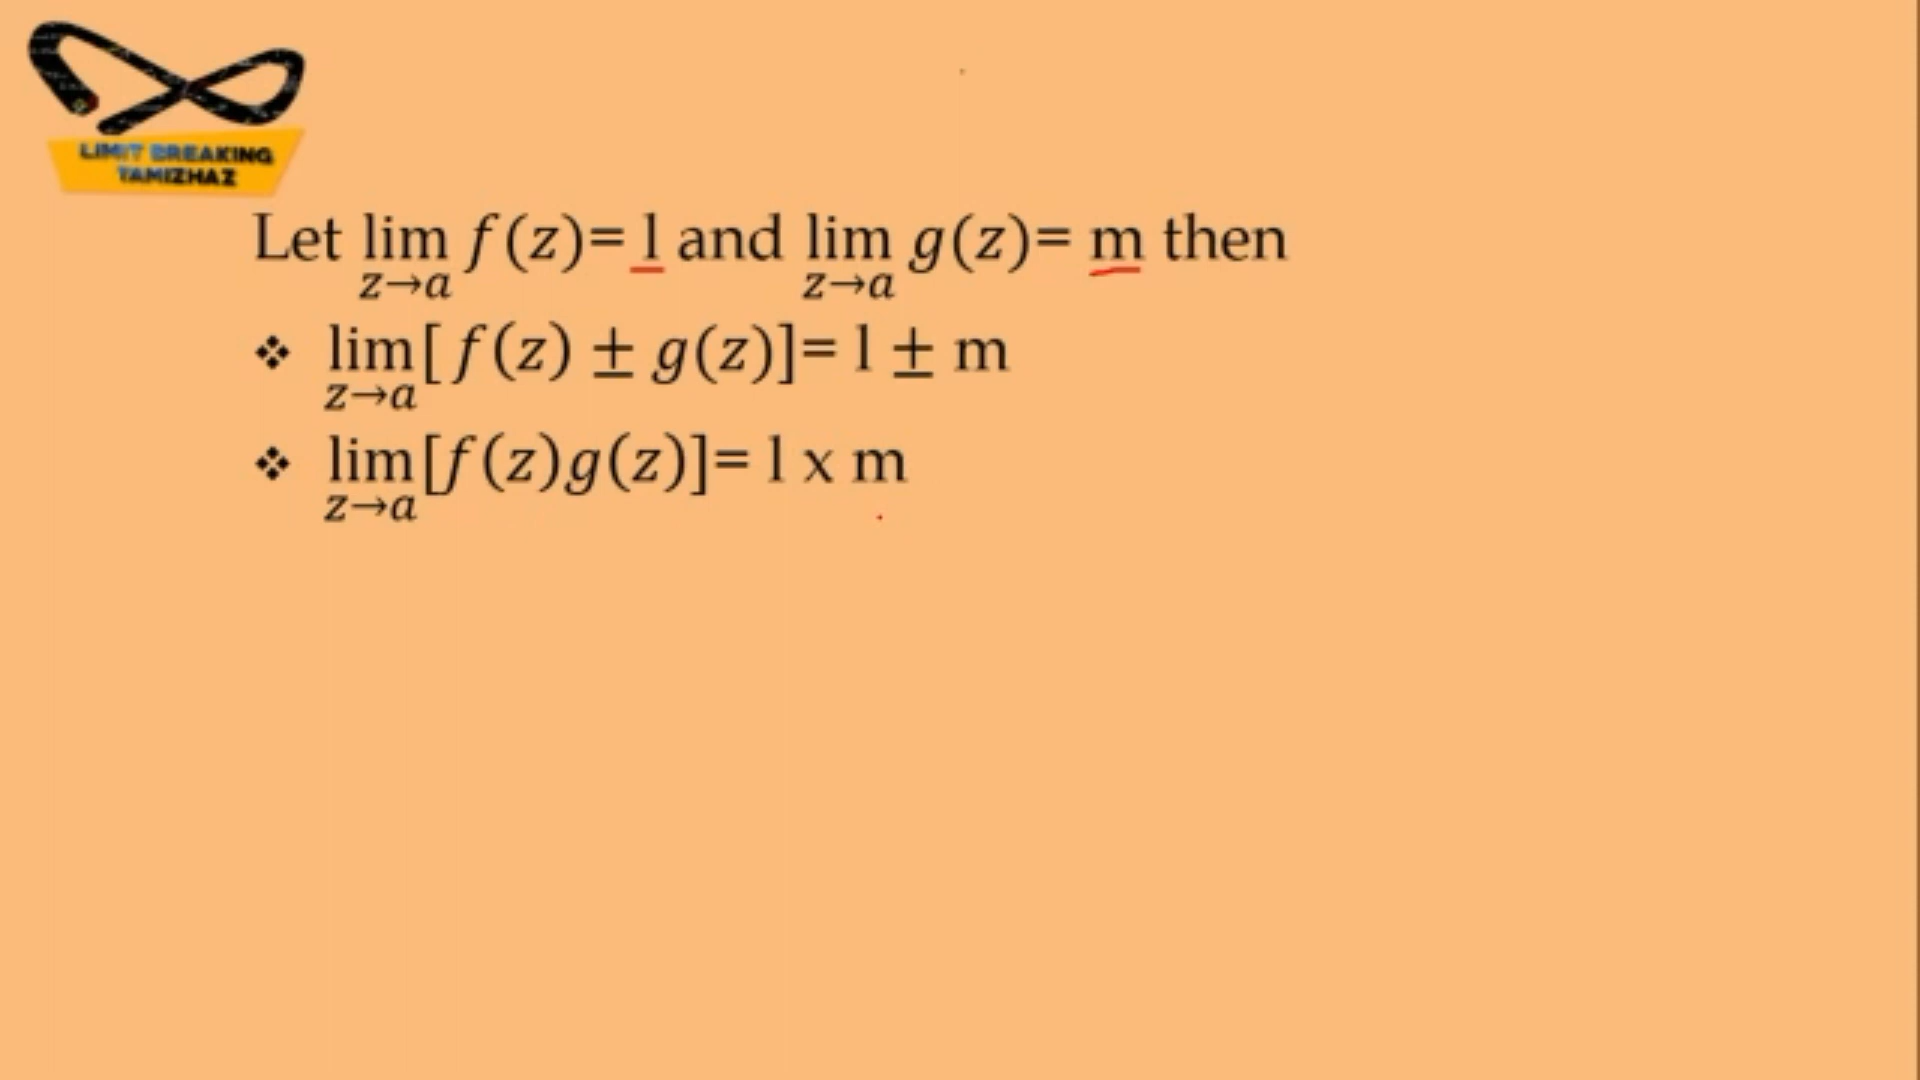 LIMIT BREAKING
TAMIZHAZ
Let lim f(z)= l and lim g(z)= m then
z→a z→a
❖ lim[f(z) ± g(z)]= l ± m
z→a
❖ lim[f(z)g(z)]= l x m
z→a